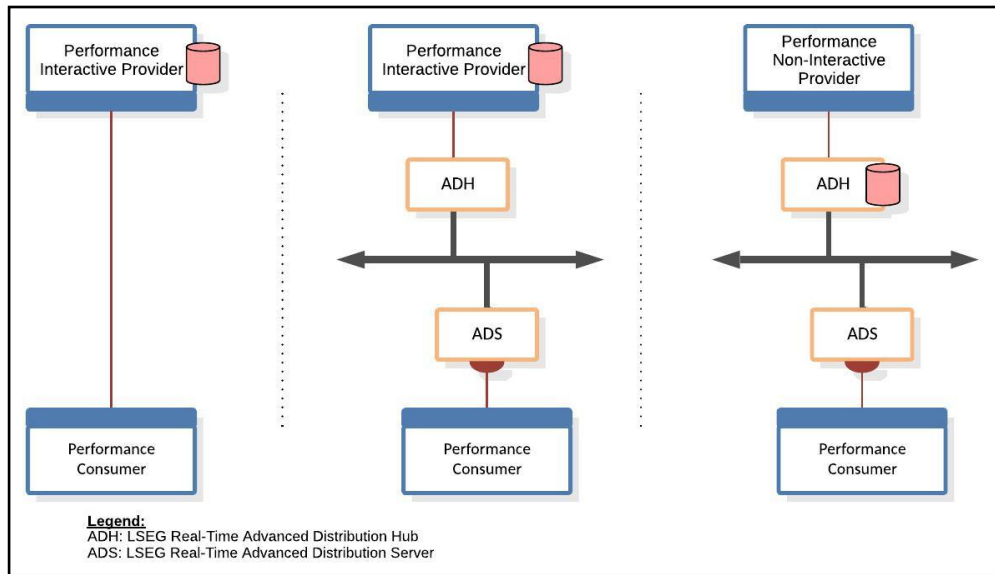 Performance
Interactive Provider
Performance
Consumer
Performance
Interactive Provider
ADH
ADS
Performance
Consumer
Performance
Non-Interactive
Provider
ADH
ADS
Performance
Consumer
Legend:
ADH: LSEG Real-Time Advanced Distribution Hub
ADS: LSEG Real-Time Advanced Distribution Server